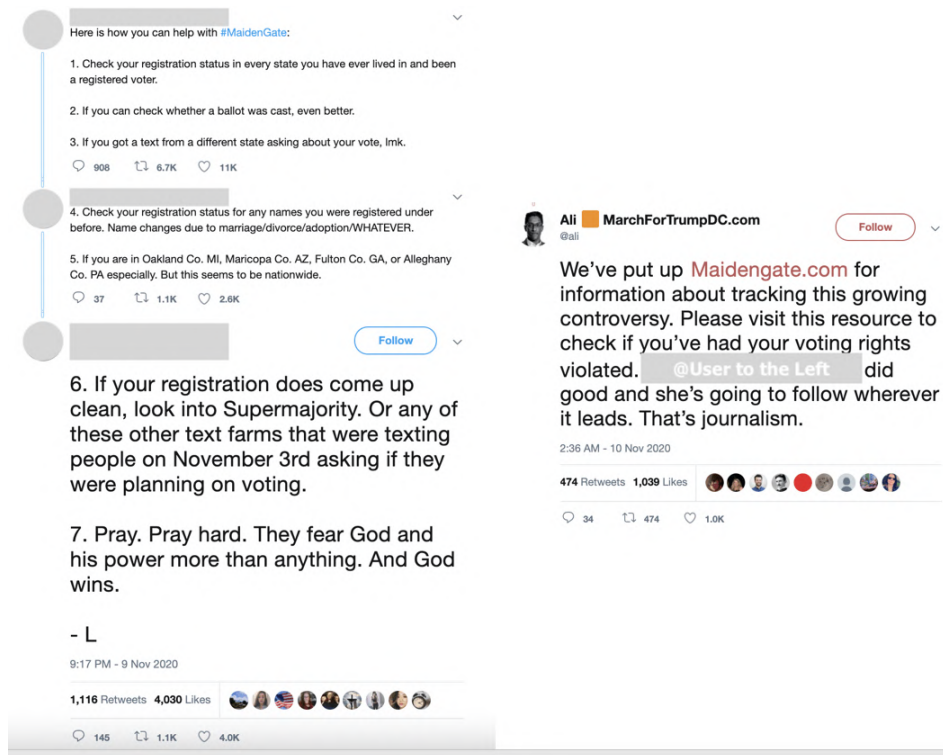 Here is how you can help with #MaidenGate:
1. Check your registration status in every state you have ever lived in and been
a registered voter.
2. If you can check whether a ballot was cast, even better.
3. If you got a text from a different state asking about your vote, lmk.
908 6.7K 11K
4. Check your registration status for any names you were registered under
before. Name changes due to marriage/divorce/adoption/WHATEVER.
5. If you are in Oakland Co. MI, Maricopa Co. AZ, Fulton Co. GA, or Alleghany
Co. PA especially. But this seems to be nationwide.
37 1.1K 2.6K
Follow
6. If your registration does come up
clean, look into Supermajority. Or any of
these other text farms that were texting
people on November 3rd asking if they
were planning on voting.
7. Pray. Pray hard. They fear God and
his power more than anything. And God
wins.
- L
9:17 PM - 9 Nov 2020
1,116 Retweets 4,030 Likes
145 1.1K 4.0K
Ali MarchForTrumpDC.com
@ali
Follow
We've put up Maidengate.com for
information about tracking this growing
controversy. Please visit this resource to
check if you've had your voting rights
violated. @User to the Left did
good and she's going to follow wherever
it leads. That's journalism.
2:36 AM - 10 Nov 2020
474 Retweets 1,039 Likes
34 474 1.0K